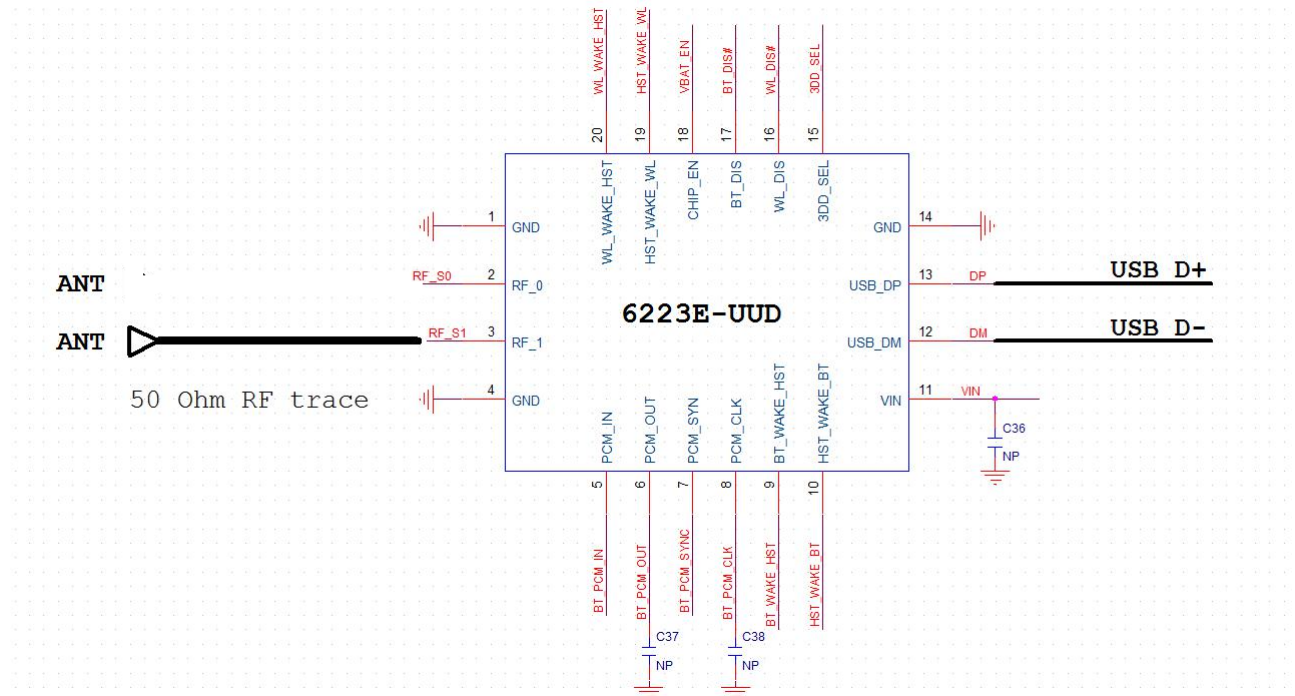 WL_WAKE_HST
HST_WAKE_WL
VBAT_EN
BT_DIS#
WL_DIS#
3DD_SEL
20
19
18
17
16
15
WL_WAKE_HST
HST_WAKE_WL
CHIP_EN
BT_DIS
WL_DIS
3DD_SEL
1
GND
GND
14
ANT
RF_S0
2
RF_0
USB_DP
13
DP
USB D+
6223E-UUD
ANT
RF_S1
3
RF_1
USB_DM
12
DM
USB D-
50 Ohm RF trace
4
GND
VIN
11
VIN
C36
NP
PCM_IN
PCM_OUT
PCM_SYN
PCM_CLK
BT_WAKE_HST
HST_WAKE_BT
5
6
7
8
9
10
BT_PCM_IN
BT_PCM_OUT
BT_PCM_SYNC
BT_PCM_CLK
BT_WAKE_HST
HST_WAKE_BT
C37
NP
C38
NP